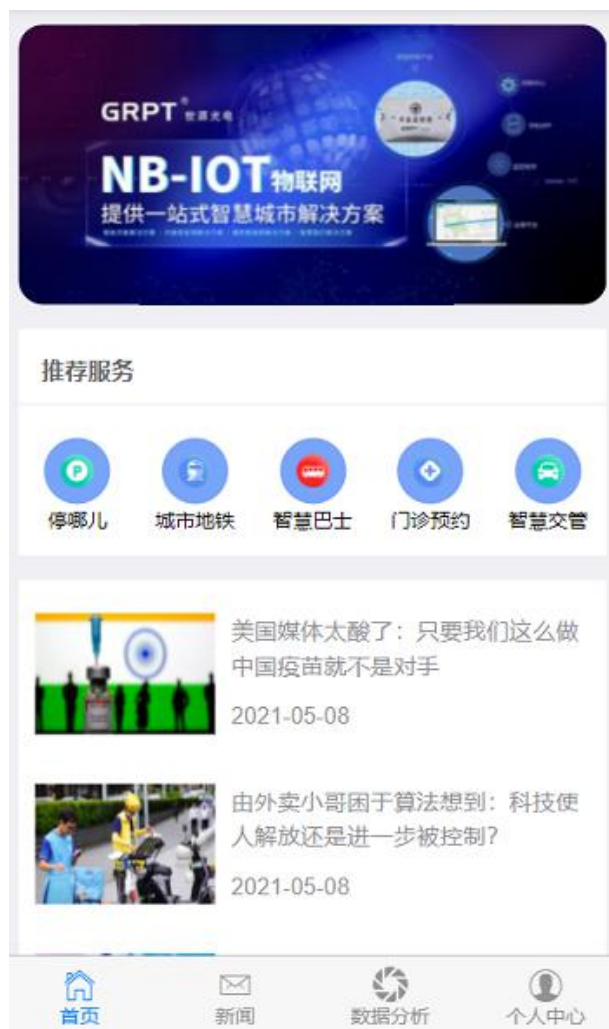 GRPT®
NB-IOT物联网
提供一站式智慧城市解决方案
推荐服务
停哪儿
城市地铁
智慧巴士
门诊预约
智慧交管
美国媒体太酸了：只要我们这么做
中国疫苗就不是对手
2021-05-08
由外卖小哥困于算法想到：科技使
人解放还是进一步被控制？
2021-05-08
首页
新闻
数据分析
个人中心